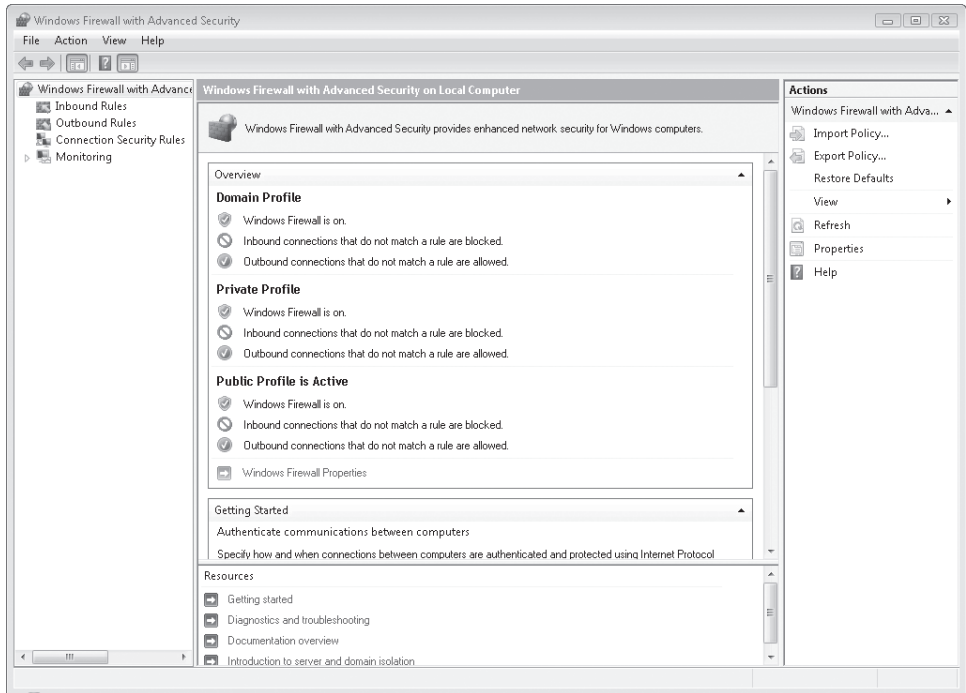 Windows Firewall with Advanced Security
File Action View Help
Windows Firewall with Advance
Inbound Rules
Outbound Rules
Connection Security Rules
Monitoring
Windows Firewall with Advanced Security on Local Computer
Windows Firewall with Advanced Security provides enhanced network security for Windows computers.
Overview
Domain Profile
Windows Firewall is on.
Inbound connections that do not match a rule are blocked.
Outbound connections that do not match a rule are allowed.
Private Profile
Windows Firewall is on.
Inbound connections that do not match a rule are blocked.
Outbound connections that do not match a rule are allowed.
Public Profile is Active
Windows Firewall is on.
Inbound connections that do not match a rule are blocked.
Outbound connections that do not match a rule are allowed.
Windows Firewall Properties
Getting Started
Authenticate communications between computers
Specify how and when connections between computers are authenticated and protected using Internet Protocol
Resources
Getting started
Diagnostics and troubleshooting
Documentation overview
Introduction to server and domain isolation
Actions
Windows Firewall with Adva...
Import Policy...
Export Policy...
Restore Defaults
View
Refresh
Properties
Help